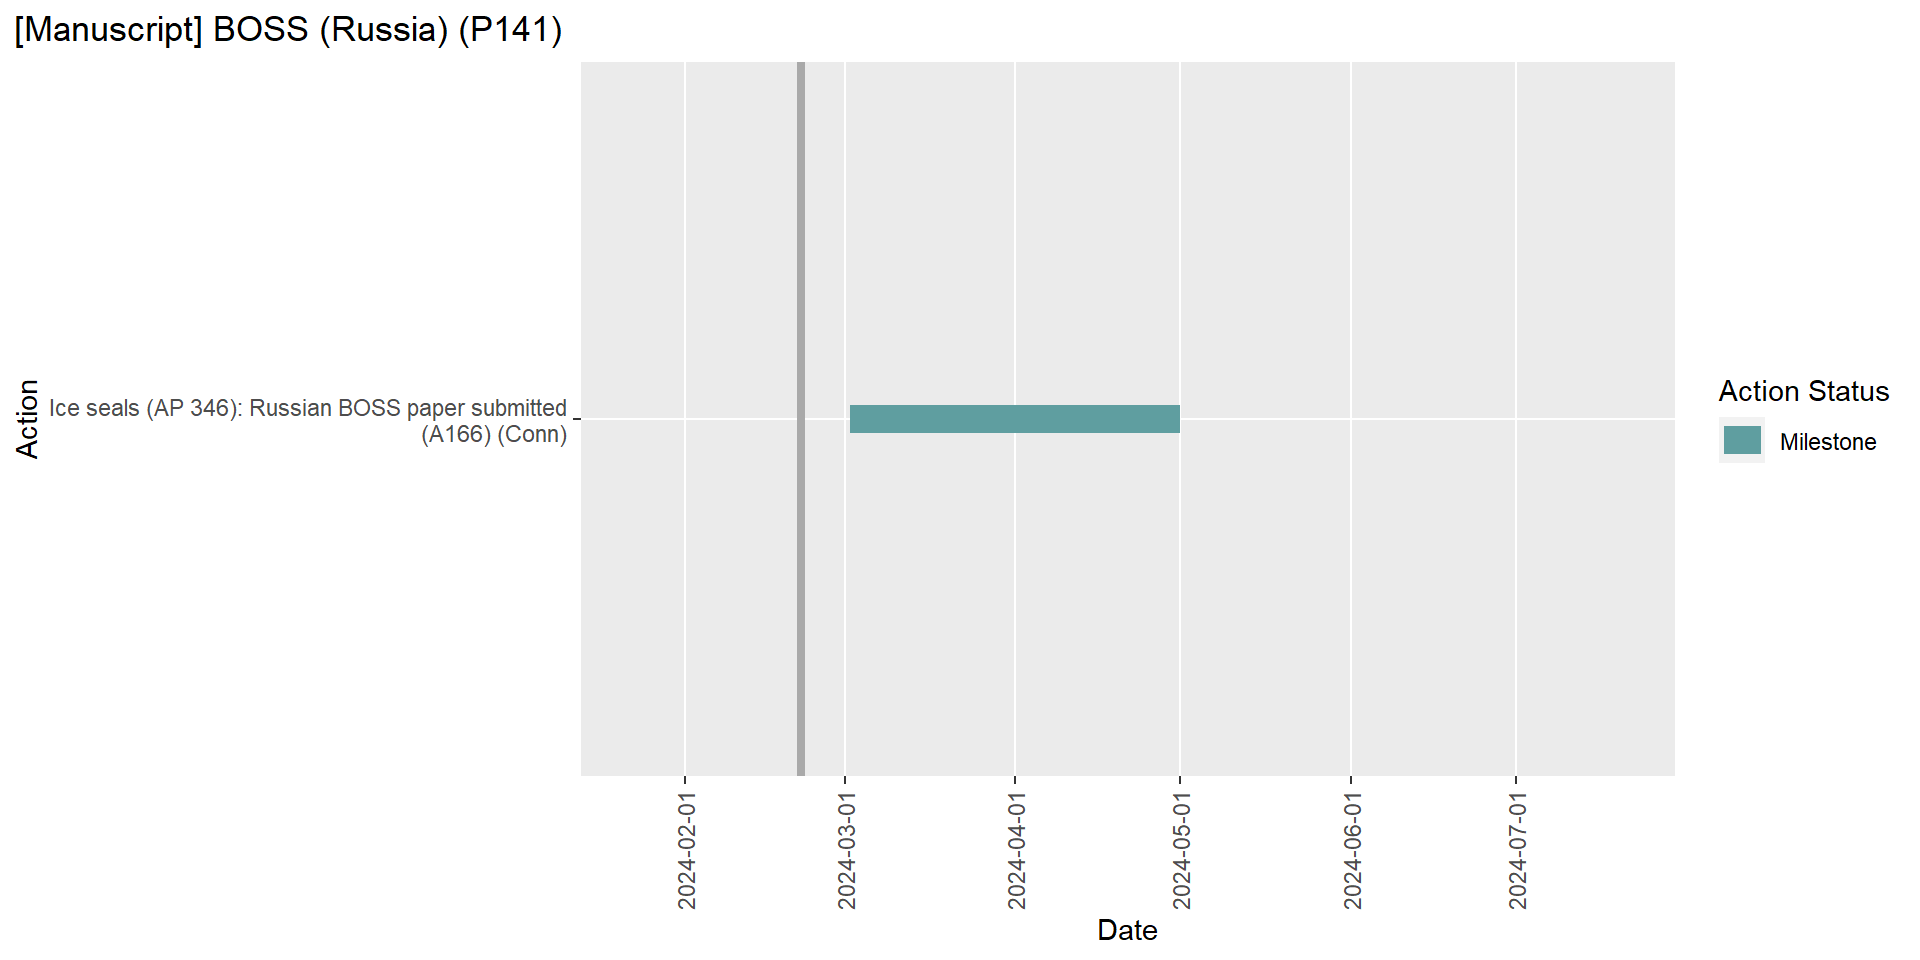 [Manuscript] BOSS (Russia) (P141)
Action
Ice seals (AP 346): Russian BOSS paper submitted
(A166) (Conn)
Action Status
Milestone
2024-02-01
2024-03-01
2024-04-01
2024-05-01
2024-06-01
2024-07-01
Date